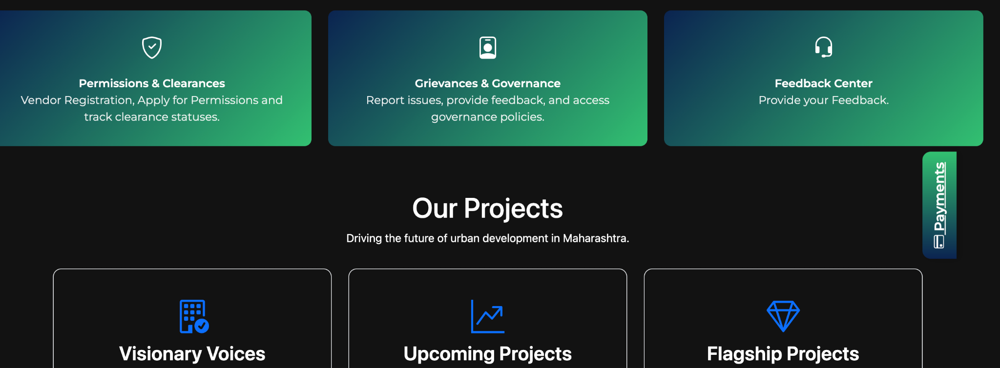 Permissions & Clearances
Vendor Registration, Apply for Permissions and
track clearance statuses.
Grievances & Governance
Report issues, provide feedback, and access
governance policies.
Feedback Center
Provide your Feedback.
Payments
Our Projects
Driving the future of urban development in Maharashtra.
Visionary Voices
Upcoming Projects
Flagship Projects